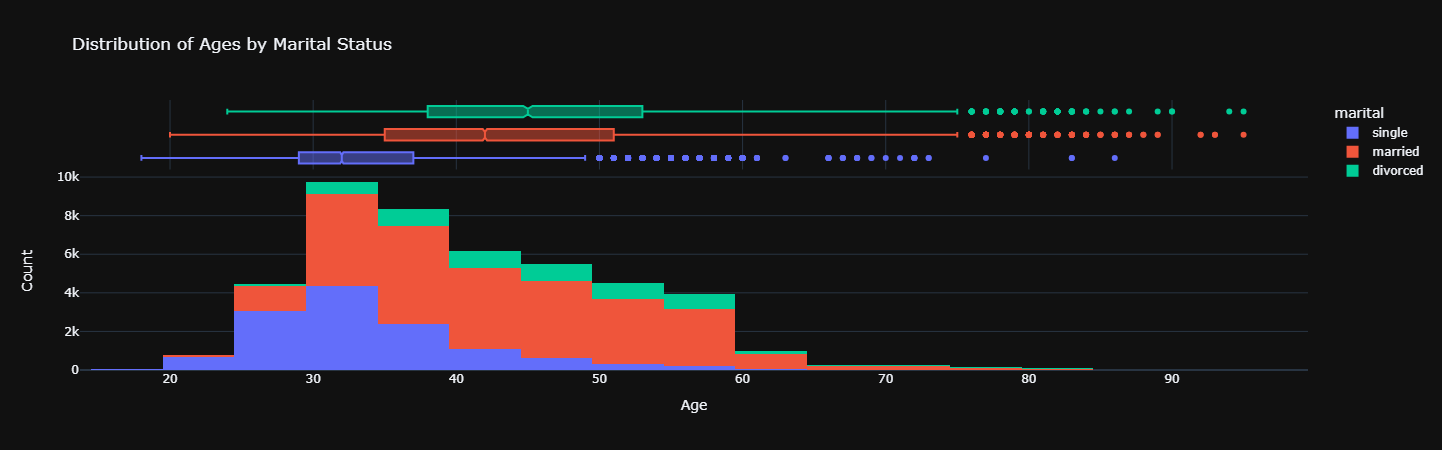 Distribution of Ages by Marital Status
marital
single
married
divorced
10k
8k
6k
4k
2k
0
Count
20 30 40 50 60 70 80 90
Age